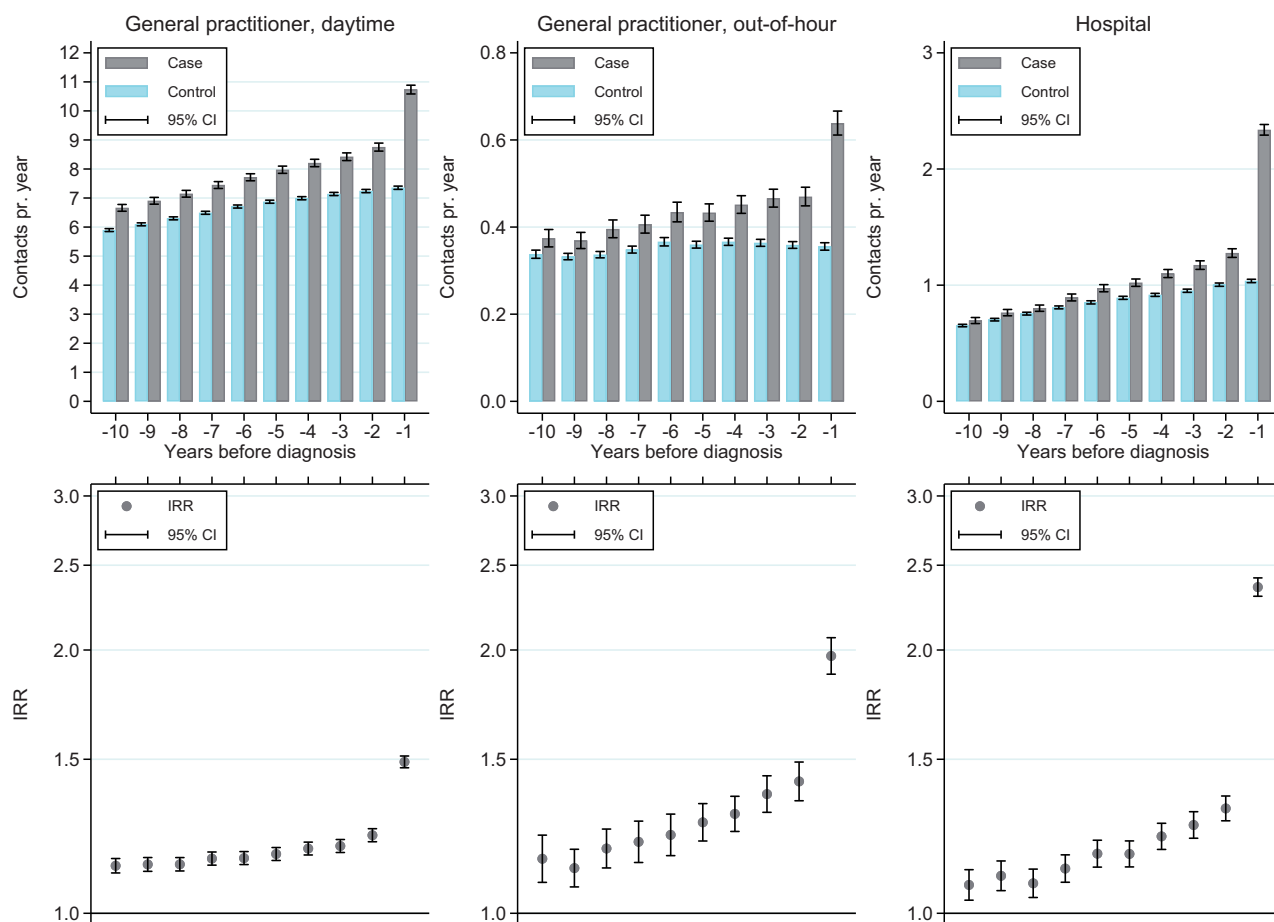 General practitioner, daytime
12
11
10
9
8
7
6
5
4
3
2
1
0
Contacts pr. year
Case
Control
95% CI
-10 -9 -8 -7 -6 -5 -4 -3 -2 -1
Years before diagnosis
General practitioner, out-of-hour
0.8
0.6
0.4
0.2
0.0
Contacts pr. year
Case
Control
95% CI
-10 -9 -8 -7 -6 -5 -4 -3 -2 -1
Years before diagnosis
Hospital
3
2
1
0
Contacts pr. year
Case
Control
95% CI
-10 -9 -8 -7 -6 -5 -4 -3 -2 -1
Years before diagnosis
3.0
2.5
2.0
1.5
1.0
IRR
IRR
95% CI
3.0
2.5
2.0
1.5
1.0
IRR
IRR
95% CI
3.0
2.5
2.0
1.5
1.0
IRR
IRR
95% CI